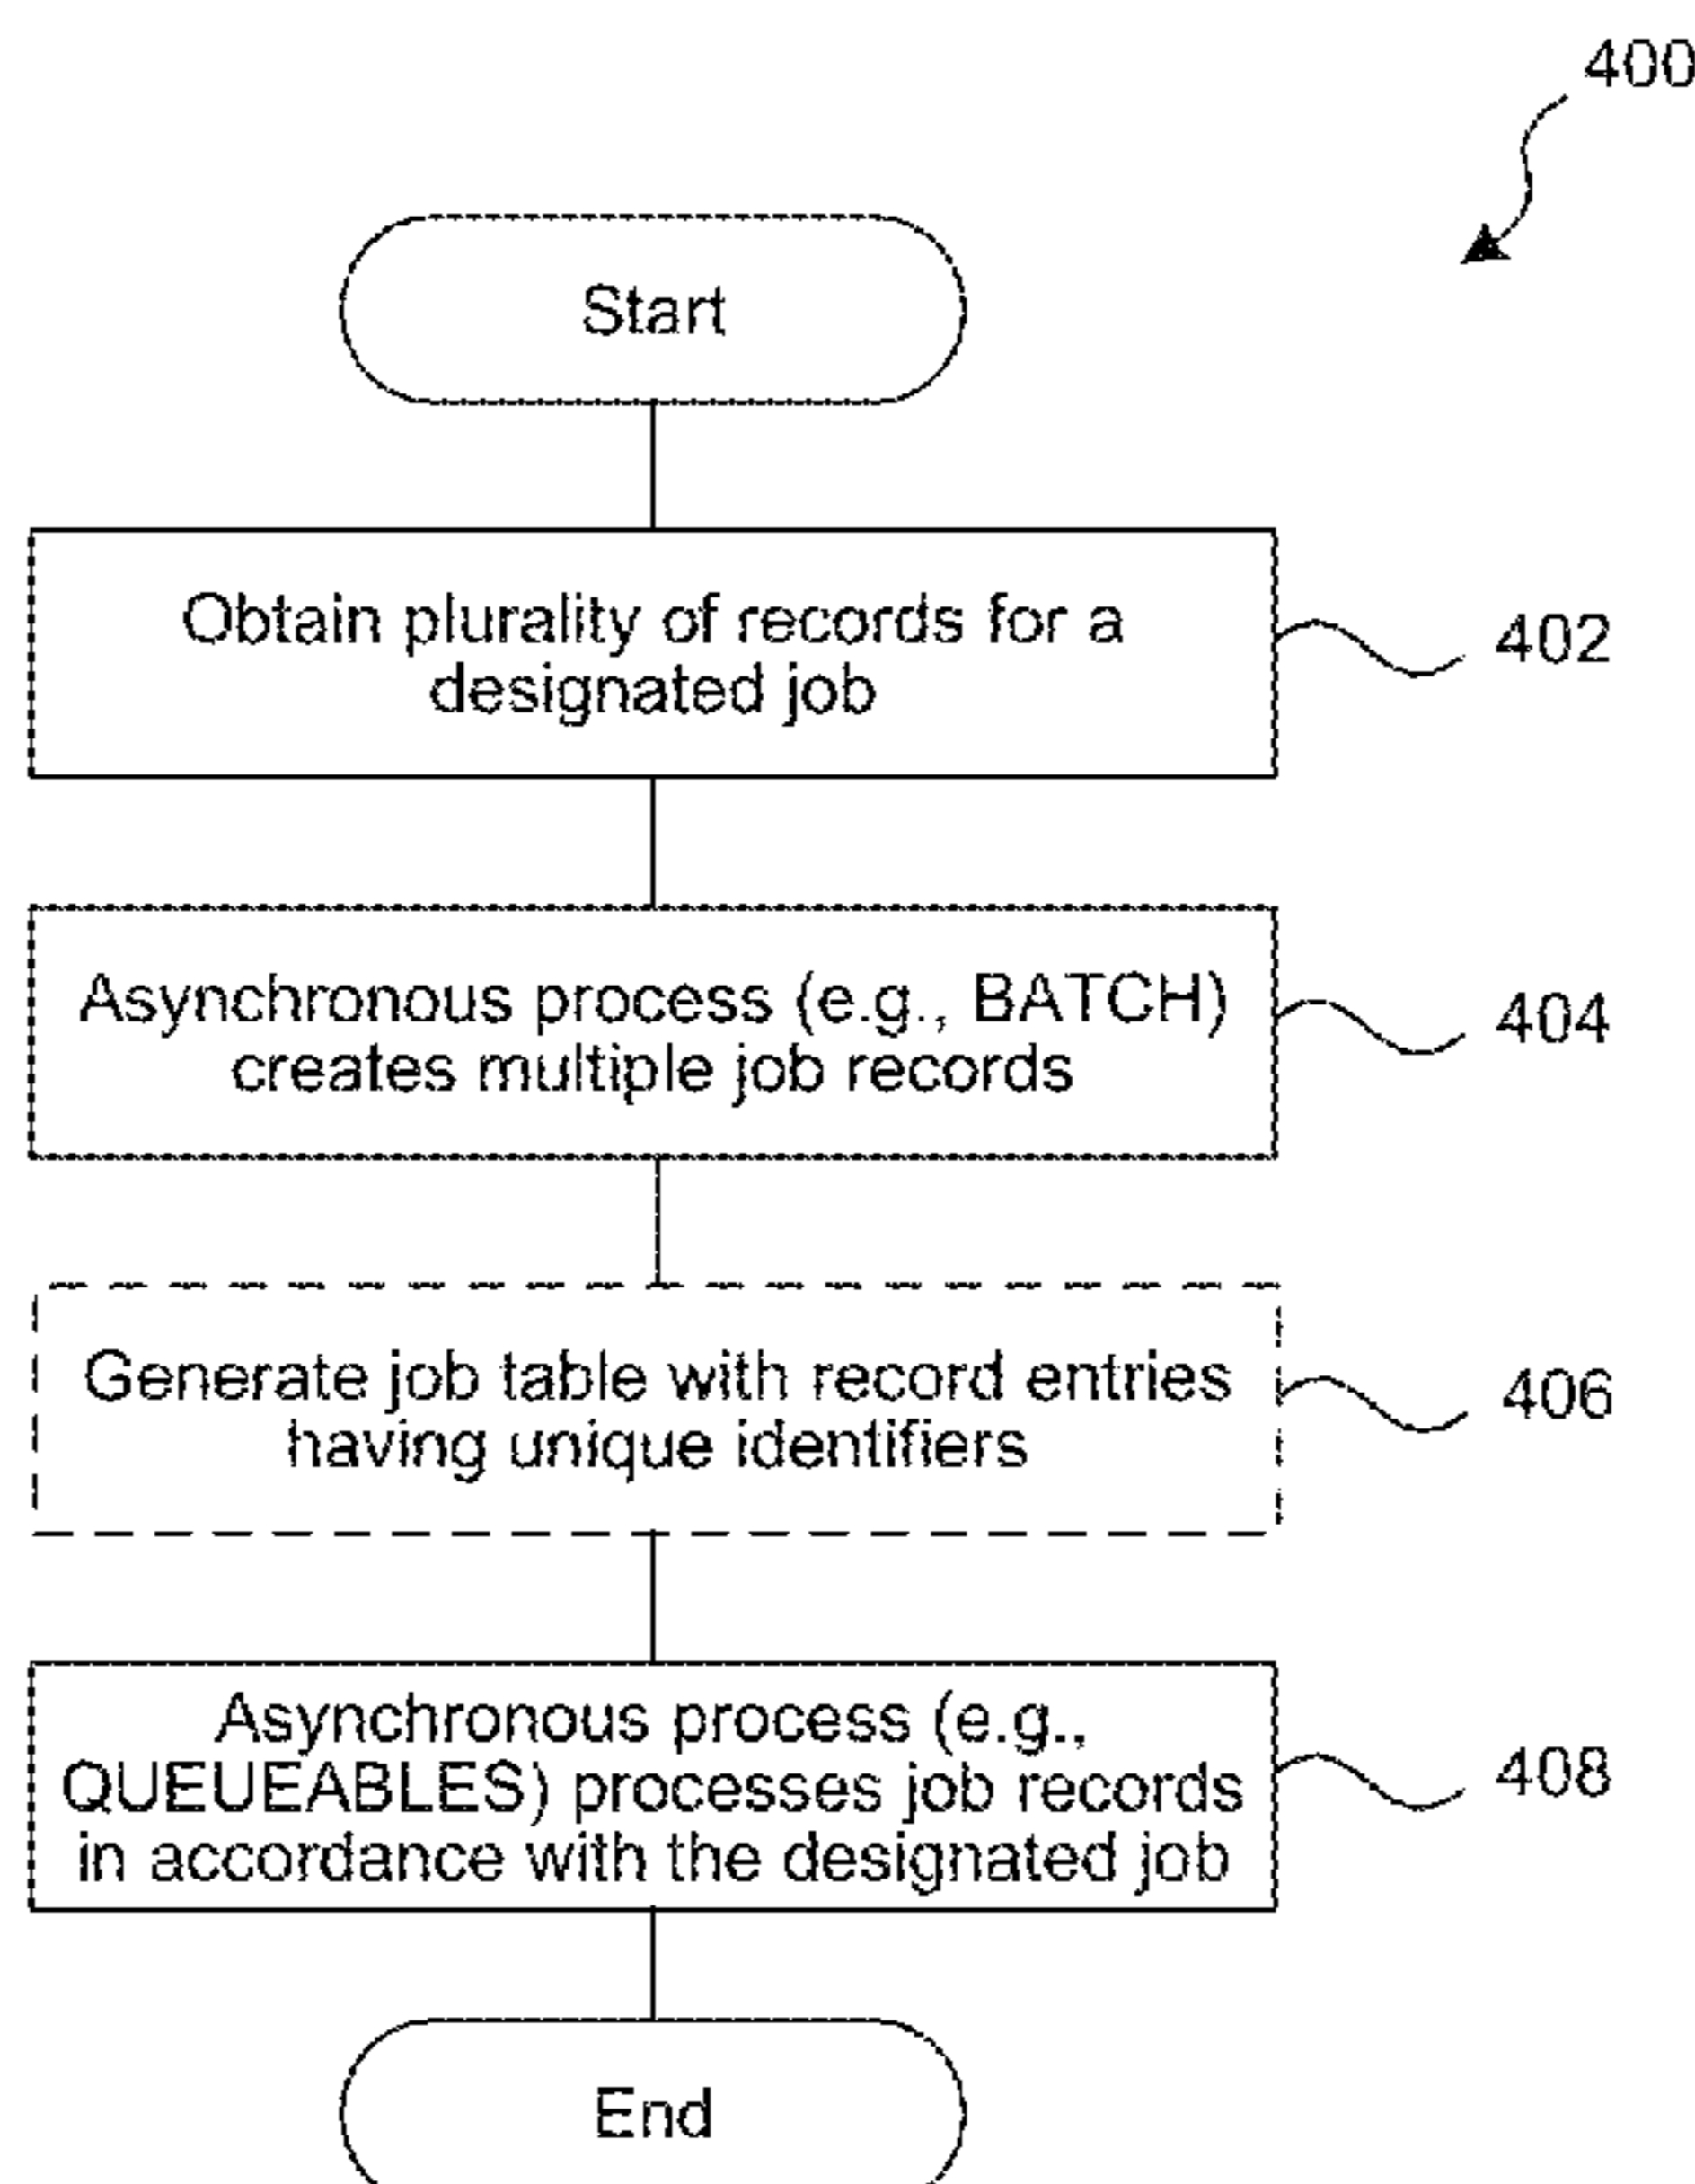 400
Start
Obtain plurality of records for a
designated job
402
Asynchronous process (e.g., BATCH)
creates multiple job records
404
Generate job table with record entries
having unique identifiers
406
Asynchronous process (e.g.,
QUEUEABLES) processes job records
in accordance with the designated job
408
End